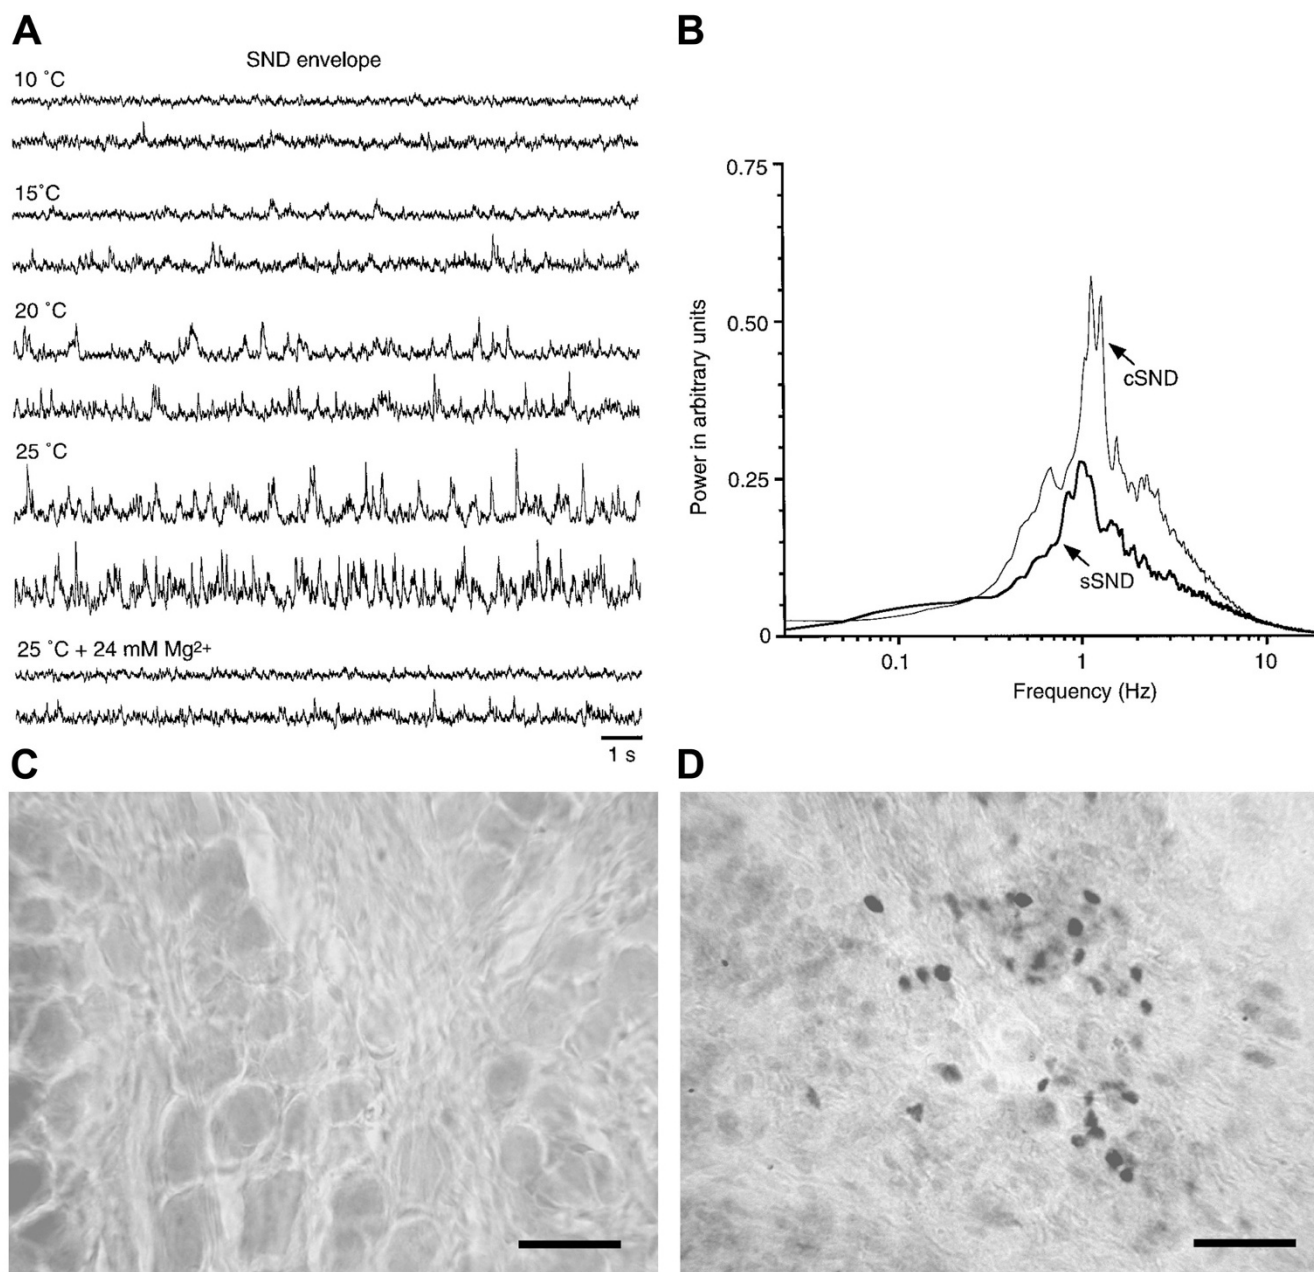 A
SND envelope
10 °C
15°C
20 °C
25 °C
25 °C + 24 mM Mg2+
1 s
B
0.75
0.50
0.25
0
Power in arbitrary units
cSND
sSND
0.1 1 10
Frequency (Hz)
C
D